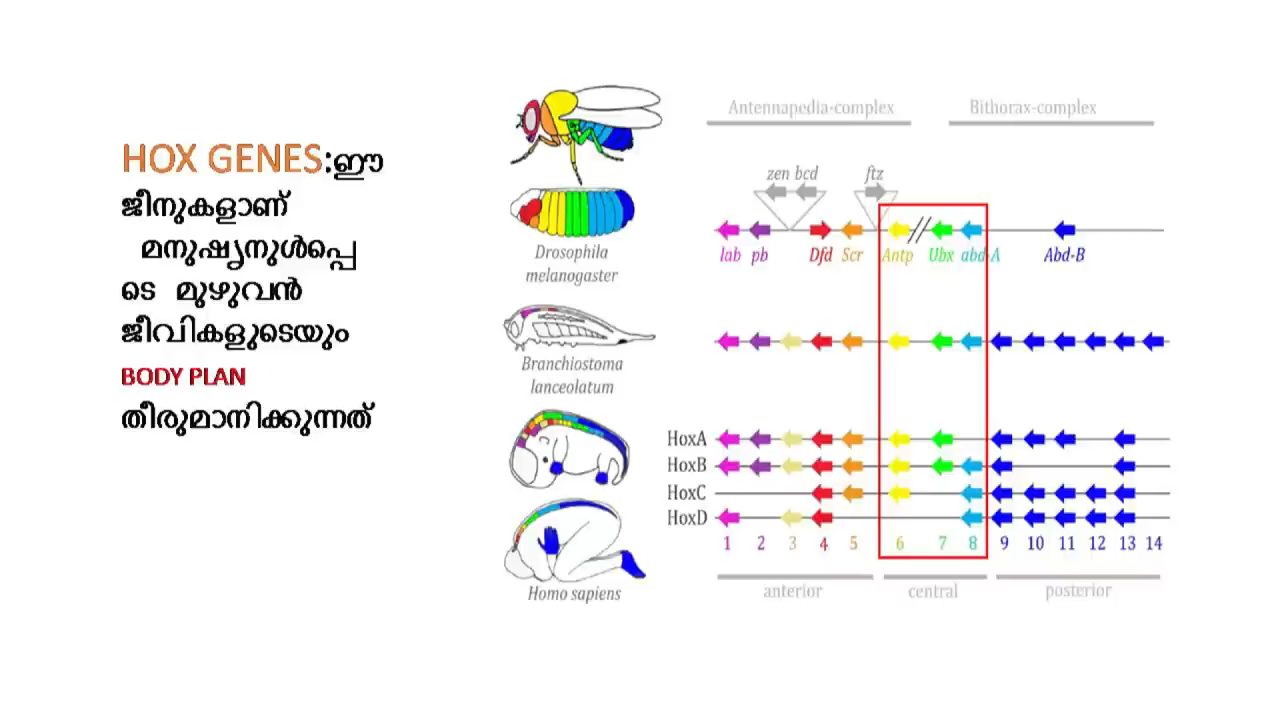 HOX GENES:ഈ
ജീനുകളാണ്
മനുഷ്യനുൾപ്പെ
ടെ മുഴുവൻ
ജീവികളുടെയും
BODY PLAN
തീരുമാനിക്കുന്നത്
Antennapedia-complex Bithorax-complex
zen bcd ftz
lab pb Dfd Scr Antp Ubx abd-A Abd-B
Drosophila
melanogaster
Branchiostoma
lanceolatum
HoxA
HoxB
HoxC
HoxD
1 2 3 4 5 6 7 8 9 10 11 12 13 14
anterior central posterior
Homo sapiens